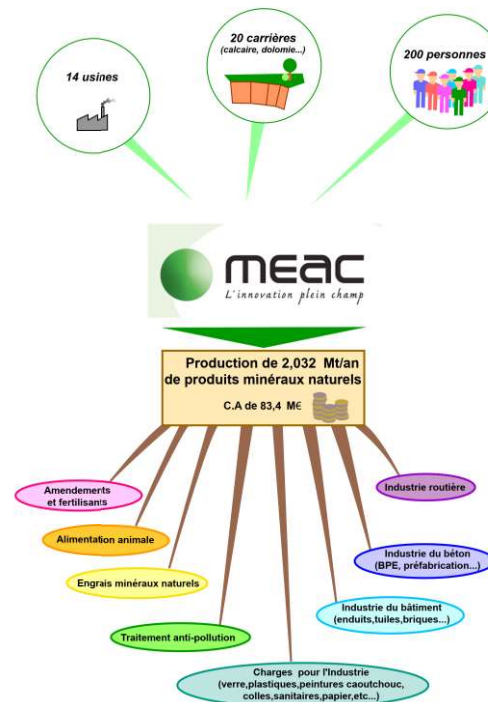 14 usines
20 carrières
(calcaire, dolomie...)
200 personnes
meac
L'innovation plein champ
Production de 2,032 Mt/an
de produits minéraux naturels
C.A de 83,4 M€
Amendements
et fertilisants
Industrie routière
Alimentation animale
Industrie du béton
(BPE, préfabrication...)
Engrais minéraux naturels
Industrie du bâtiment
(enduits,tuiles,briques...)
Traitement anti-pollution
Charges pour l'Industrie
(verre,plastiques,peintures caoutchouc,
colles,sanitaires,papier,etc...)